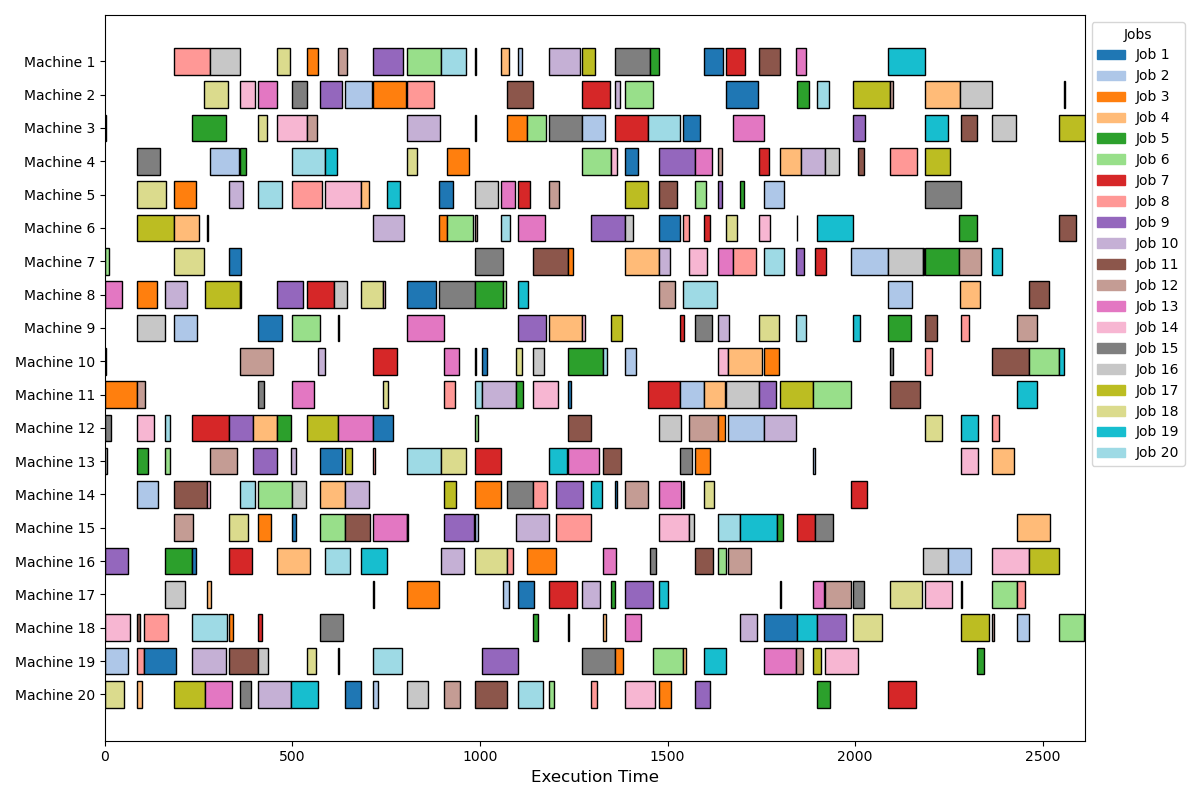 Machine 1
Machine 2
Machine 3
Machine 4
Machine 5
Machine 6
Machine 7
Machine 8
Machine 9
Machine 10
Machine 11
Machine 12
Machine 13
Machine 14
Machine 15
Machine 16
Machine 17
Machine 18
Machine 19
Machine 20
0 500 1000 1500 2000 2500
Execution Time
Jobs
Job 1
Job 2
Job 3
Job 4
Job 5
Job 6
Job 7
Job 8
Job 9
Job 10
Job 11
Job 12
Job 13
Job 14
Job 15
Job 16
Job 17
Job 18
Job 19
Job 20